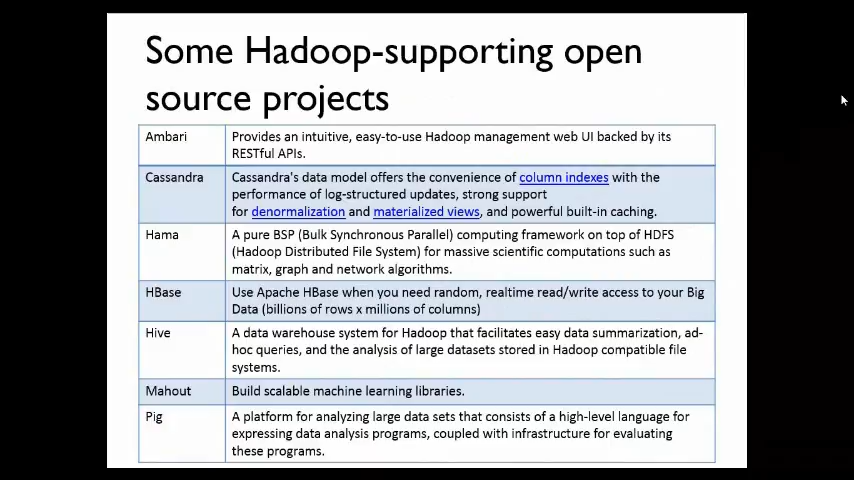 Some Hadoop-supporting open
source projects
Ambari
Provides an intuitive, easy-to-use Hadoop management web UI backed by its
RESTful APIs.
Cassandra
Cassandra's data model offers the convenience of column indexes with the
performance of log-structured updates, strong support
for denormalization and materialized views, and powerful built-in caching.
Hama
A pure BSP (Bulk Synchronous Parallel) computing framework on top of HDFS
(Hadoop Distributed File System) for massive scientific computations such as
matrix, graph and network algorithms.
HBase
Use Apache HBase when you need random, realtime read/write access to your Big
Data (billions of rows x millions of columns)
Hive
A data warehouse system for Hadoop that facilitates easy data summarization, ad-
hoc queries, and the analysis of large datasets stored in Hadoop compatible file
systems.
Mahout
Build scalable machine learning libraries.
Pig
A platform for analyzing large data sets that consists of a high-level language for
expressing data analysis programs, coupled with infrastructure for evaluating
these programs.